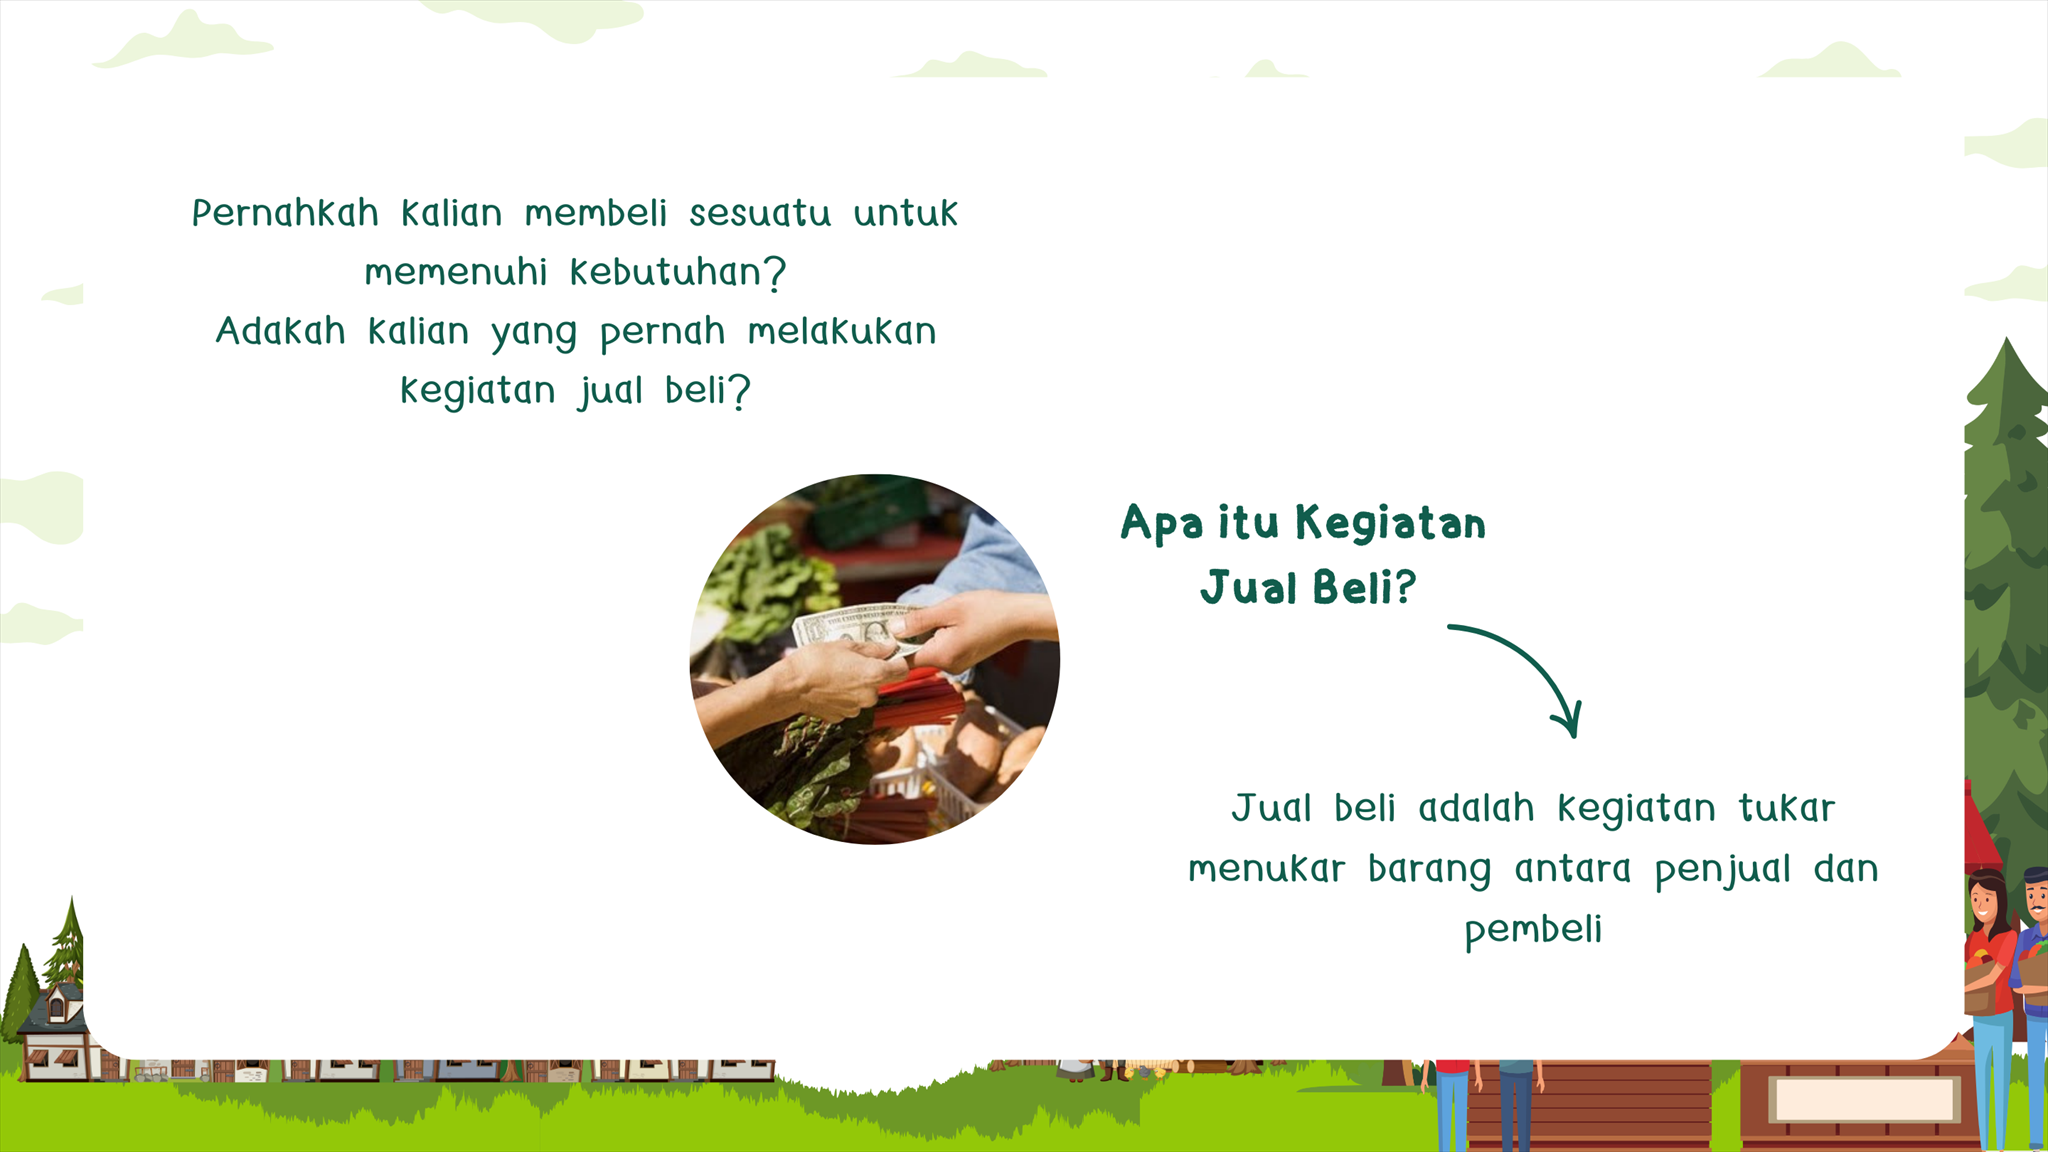 Pernahkah kalian membeli sesuatu untuk
memenuhi kebutuhan?
Adakah kalian yang pernah melakukan
kegiatan jual beli?
Apa itu Kegiatan
Jual Beli?
Jual beli adalah kegiatan tukar
menukar barang antara penjual dan
pembeli